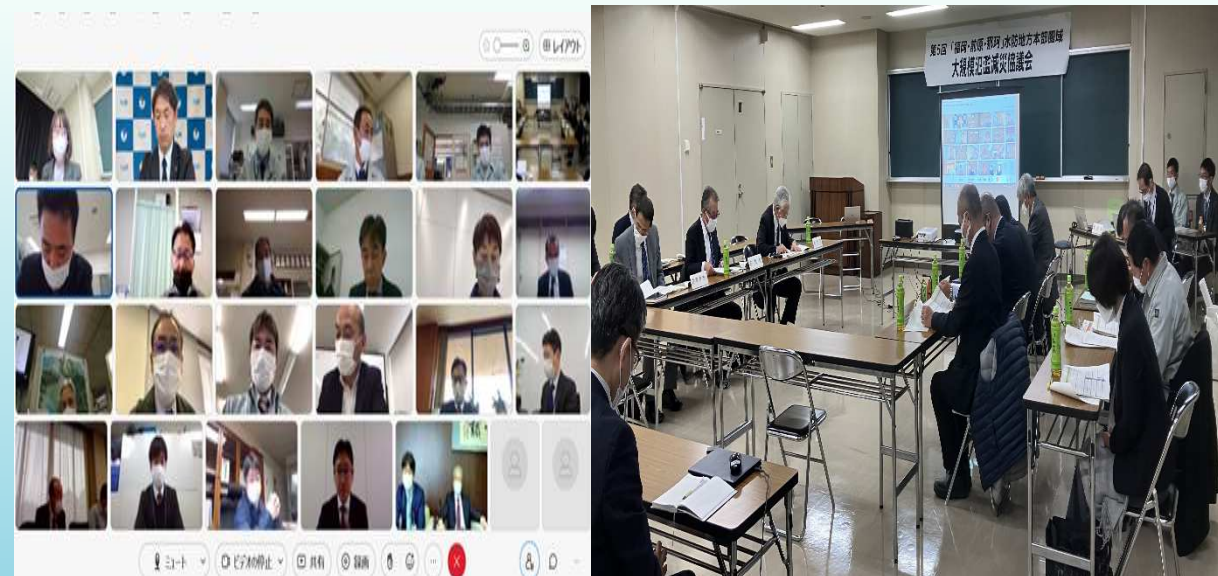 レイアウト
ミュート
ビデオの停止
共有
録画
第5回「福岡・前原・那珂」水防地方本部圏域
大規模氾濫減災協議会